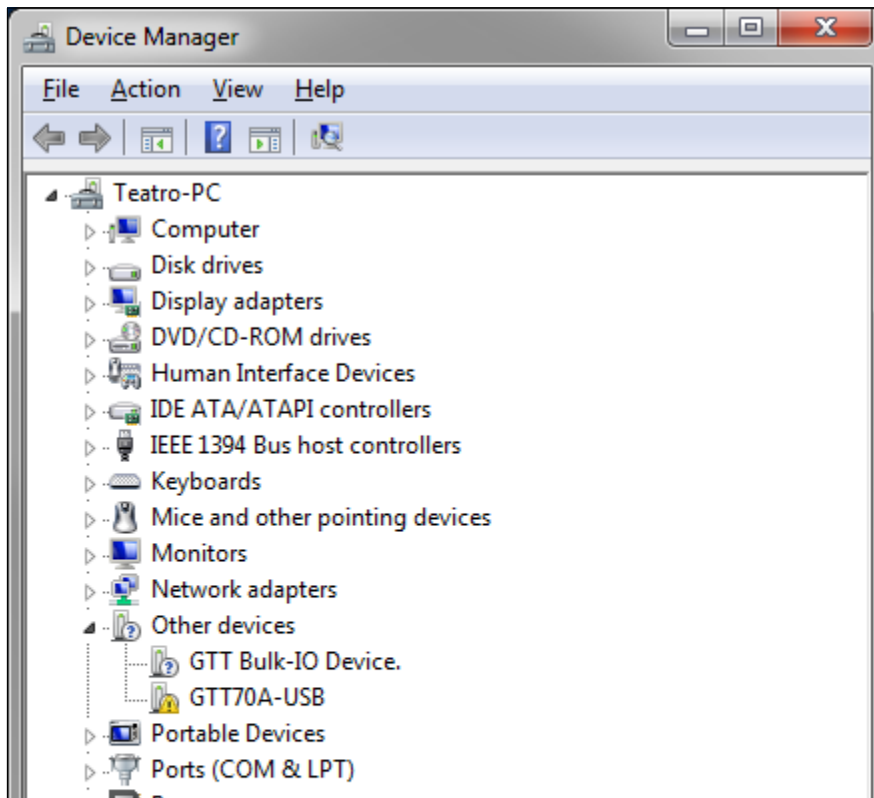 Device Manager
File Action View Help
Teatro-PC
Computer
Disk drives
Display adapters
DVD/CD-ROM drives
Human Interface Devices
IDE ATA/ATAPI controllers
IEEE 1394 Bus host controllers
Keyboards
Mice and other pointing devices
Monitors
Network adapters
Other devices
GTT Bulk-IO Device.
GTT70A-USB
Portable Devices
Ports (COM & LPT)